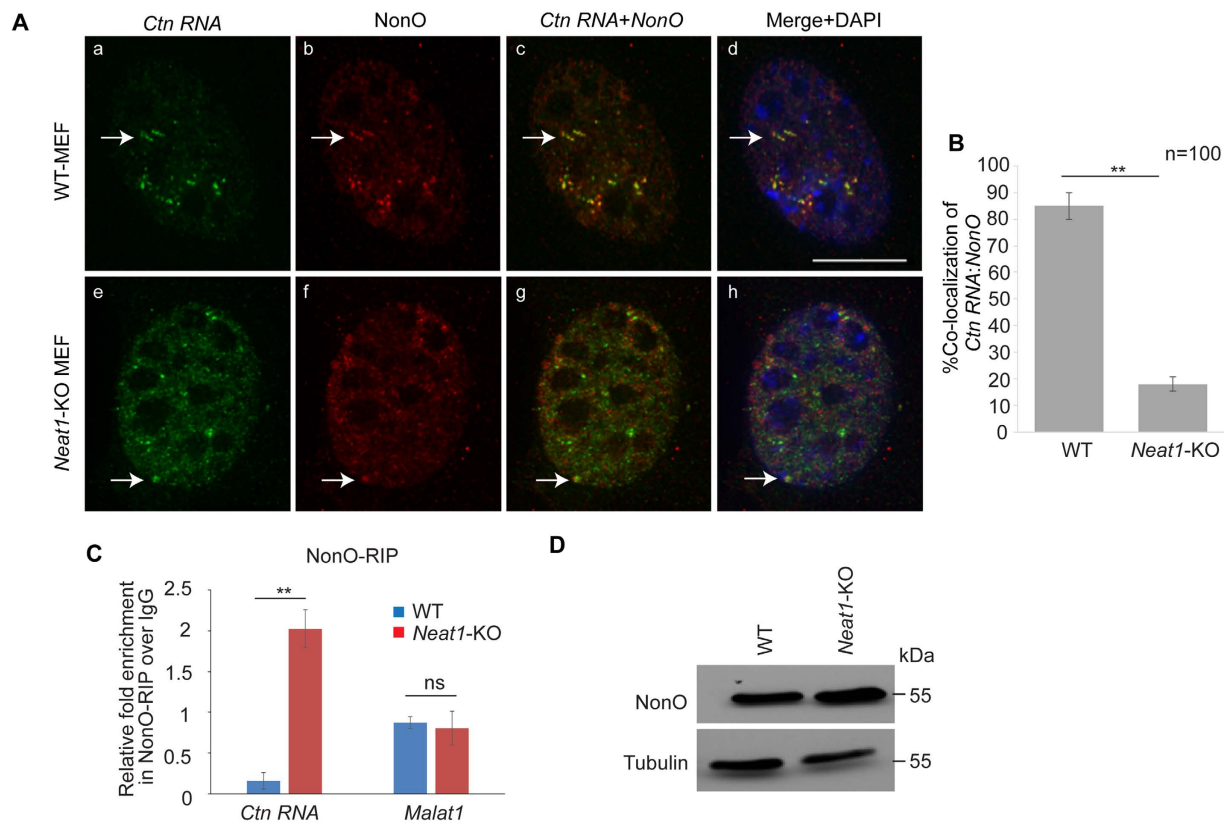 A
Ctn RNA
NonO
Ctn RNA+NonO
Merge+DAPI
a
b
c
d
WT-MEF
e
f
g
h
Neat1-KO MEF
B
n=100
**
%Co-localization of
Ctn RNA:NonO
100
90
80
70
60
50
40
30
20
10
0
WT
Neat1-KO
C
NonO-RIP
Relative fold enrichment
in NonO-RIP over IgG
2.5
2
1.5
1
0.5
0
**
ns
WT
Neat1-KO
Ctn RNA
Malat1
D
WT
Neat1-KO
kDa
NonO
55
Tubulin
55